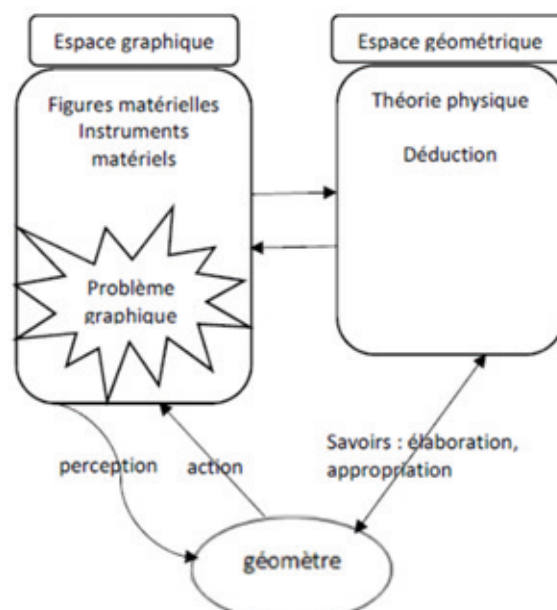 Espace graphique
Espace géométrique
Figures matérielles
Instruments
matériels
Théorie physique
Déduction
Problème
graphique
perception
action
Savoirs : élaboration,
appropriation
géomètre